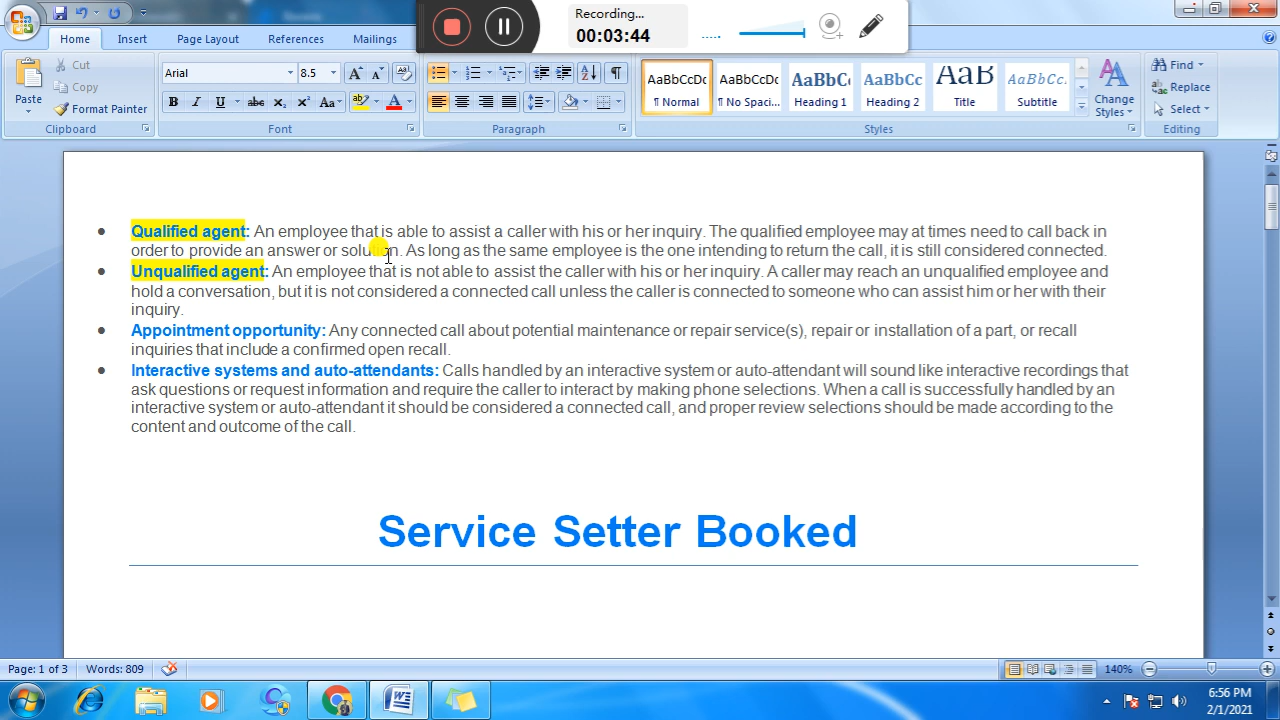 Recording...
00:03:44
Home Insert Page Layout References Mailings
Paste
Cut
Copy
Format Painter
Clipboard
Arial 8.5
Font
Paragraph
AaBbCcDc AaBbCcDc AaBbC AaBbCc AaB AaBbCc.
¶ Normal ¶ No Spaci... Heading 1 Heading 2 Title Subtitle
Change
Styles
Styles
Find
Replace
Select
Editing
• Qualified agent: An employee that is able to assist a caller with his or her inquiry. The qualified employee may at times need to call back in
order to provide an answer or solution. As long as the same employee is the one intending to return the call, it is still considered connected.
• Unqualified agent: An employee that is not able to assist the caller with his or her inquiry. A caller may reach an unqualified employee and
hold a conversation, but it is not considered a connected call unless the caller is connected to someone who can assist him or her with their
inquiry.
• Appointment opportunity: Any connected call about potential maintenance or repair service(s), repair or installation of a part, or recall
inquiries that include a confirmed open recall.
• Interactive systems and auto-attendants: Calls handled by an interactive system or auto-attendant will sound like interactive recordings that
ask questions or request information and require the caller to interact by making phone selections. When a call is successfully handled by an
interactive system or auto-attendant it should be considered a connected call, and proper review selections should be made according to the
content and outcome of the call.
Service Setter Booked
Page: 1 of 3 Words: 809
140%
6:56 PM
2/1/2021